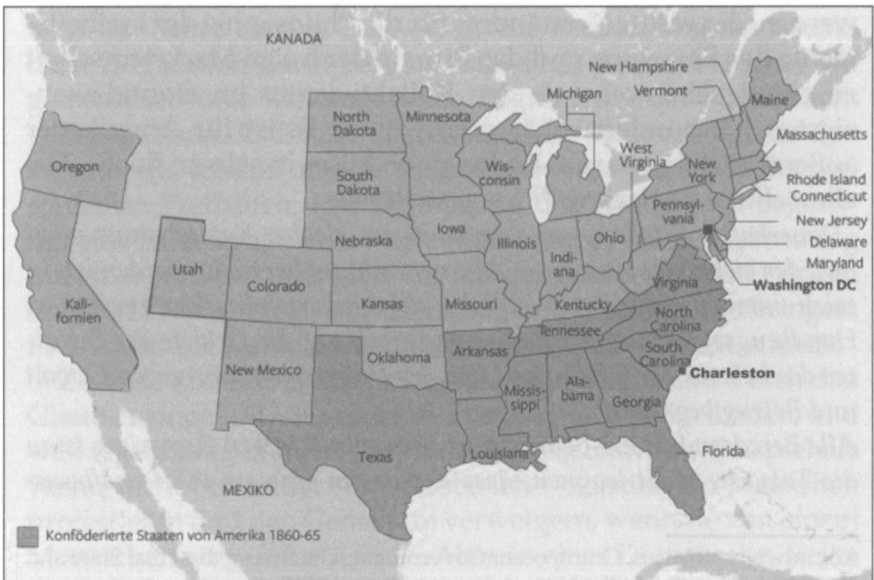 KANADA
New Hampshire
Michigan
Vermont
Maine
North
Dakota
Minnesota
Massachusetts
Oregon
Wis-
consin
West
Virginia
New
York
South
Dakota
Rhode Island
Connecticut
Pennsyl-
vania
New Jersey
Iowa
Nebraska
Illinois
Indi-
ana
Ohio
Delaware
Maryland
Utah
Colorado
Washington DC
Virginia
Kali-
fornien
Kansas
Missouri
Kentucky
North
Carolina
Tennessee
New Mexico
Oklahoma
Arkansas
South
Carolina
Charleston
Missis-
sippi
Ala-
bama
Georgia
Texas
Louisiana
Florida
MEXIKO
Konföderierte Staaten von Amerika 1860-65